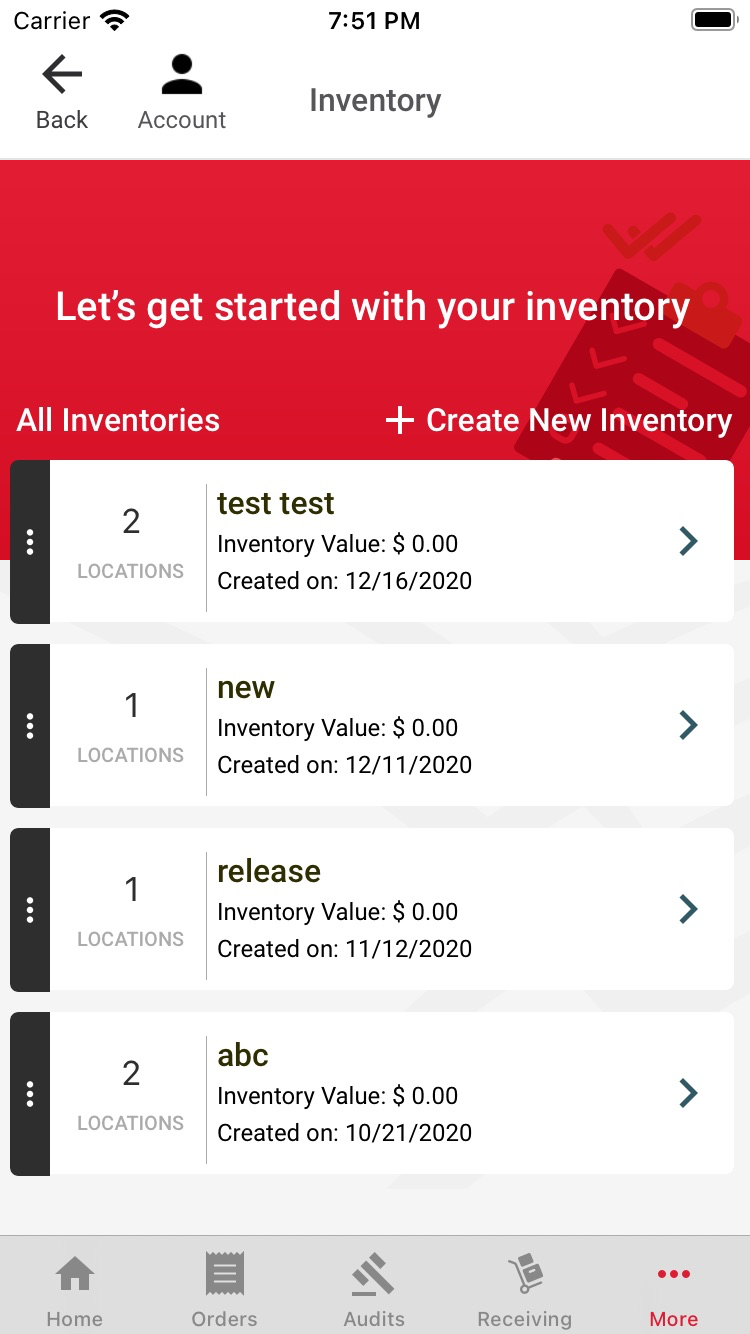 Carrier 7:51 PM
Back Account Inventory
Let’s get started with your inventory
All Inventories + Create New Inventory
2
LOCATIONS
test test
Inventory Value: $ 0.00
Created on: 12/16/2020
1
LOCATIONS
new
Inventory Value: $ 0.00
Created on: 12/11/2020
1
LOCATIONS
release
Inventory Value: $ 0.00
Created on: 11/12/2020
2
LOCATIONS
abc
Inventory Value: $ 0.00
Created on: 10/21/2020
Home Orders Audits Receiving More